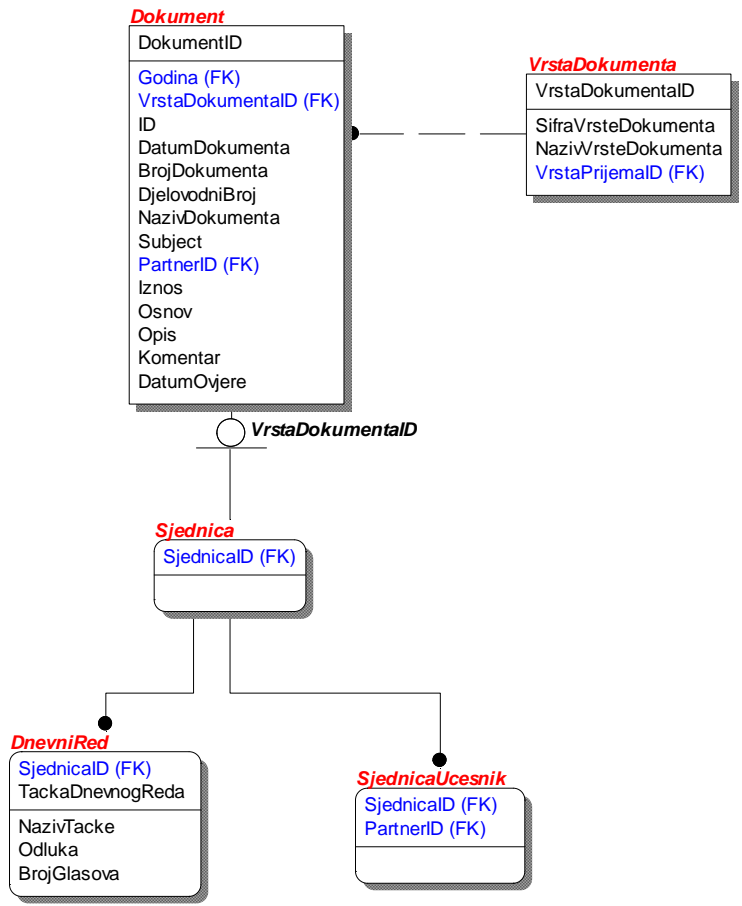 Dokument
DokumentID
Godina (FK)
VrstaDokumentaID (FK)
ID
DatumDokumenta
BrojDokumenta
DjelovodniBroj
NazivDokumenta
Subject
PartnerID (FK)
Iznos
Osnov
Opis
Komentar
DatumOvjere
VrstaDokumenta
VrstaDokumentaID
SifraVrsteDokumenta
NazivVrsteDokumenta
VrstaPrijemaID (FK)
VrstaDokumentaID
Sjednica
SjednicaID (FK)
DnevniRed
SjednicaID (FK)
TackaDnevnogReda
NazivTacke
Odluka
BrojGlasova
SjednicaUcesnik
SjednicaID (FK)
PartnerID (FK)